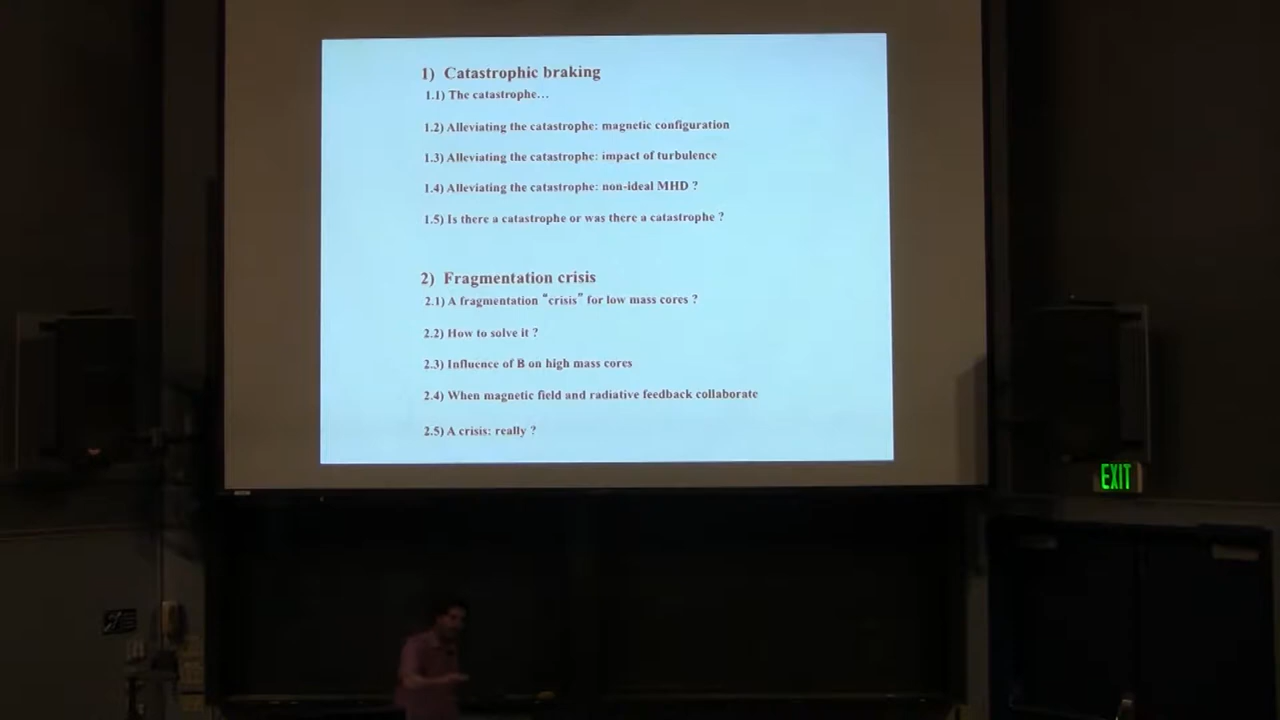 1) Catastrophic braking
1.1) The catastrophe...
1.2) Alleviating the catastrophe: magnetic configuration
1.3) Alleviating the catastrophe: impact of turbulence
1.4) Alleviating the catastrophe: non-ideal MHD ?
1.5) Is there a catastrophe or was there a catastrophe ?
2) Fragmentation crisis
2.1) A fragmentation "crisis" for low mass cores ?
2.2) How to solve it ?
2.3) Influence of B on high mass cores
2.4) When magnetic field and radiative feedback collaborate
2.5) A crisis: really ?
EXIT